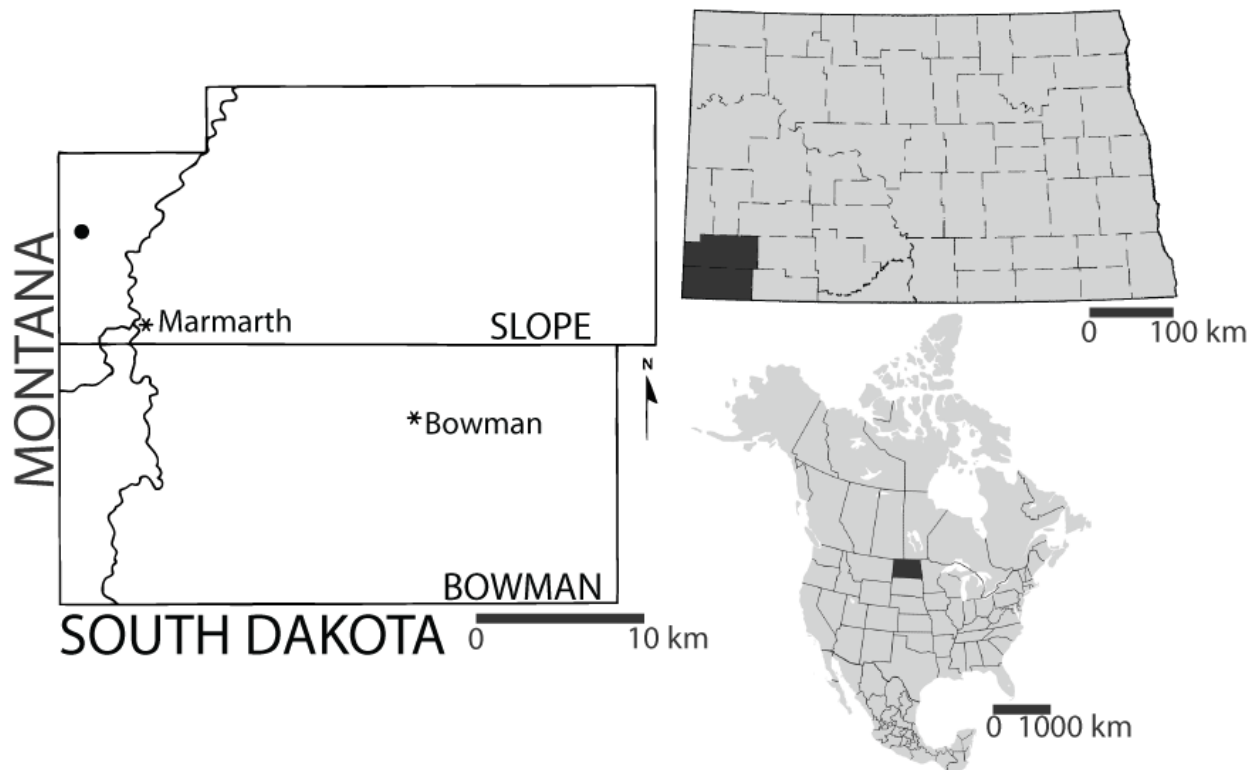 MONTANA
Marmarth
SLOPE
N
*Bowman
BOWMAN
SOUTH DAKOTA
0 10 km
0 100 km
0 1000 km